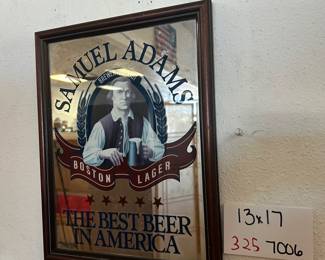 SAMUEL ADAMS
BOSTON LAGER
THE BEST BEER
IN AMERICA
13x17
325 7006